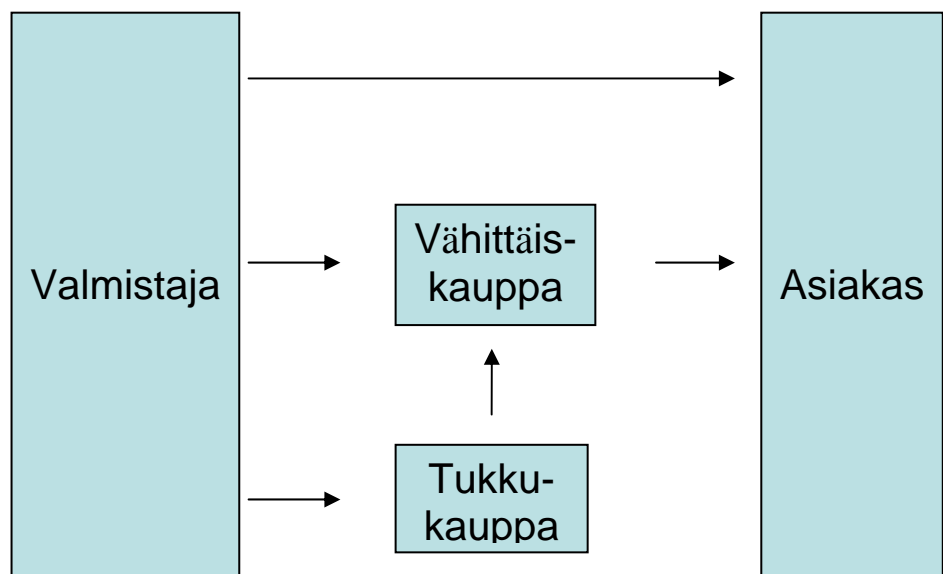 Valmistaja
Vähittäis-
kauppa
Asiakas
Tukku-
kauppa